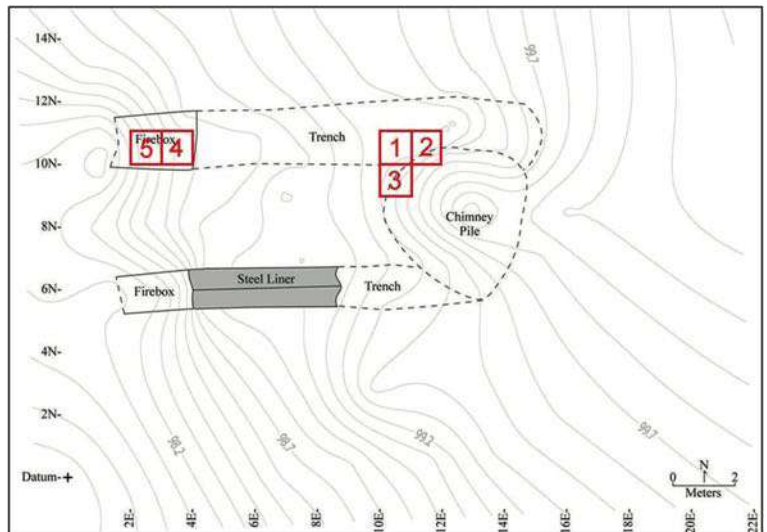 14N-
99.7
12N-
Firebox
Trench
1
2
5
4
10N-
3
8N-
Chimney
Pile
Steel Liner
6N-
Firebox
Trench
4N-
2N-
98.2
98.7
99.2
99.7
Datum-+
N
0 2
Meters
2E-
4E-
6E-
8E-
10E-
12E-
14E-
16E-
18E-
20E-
22E-